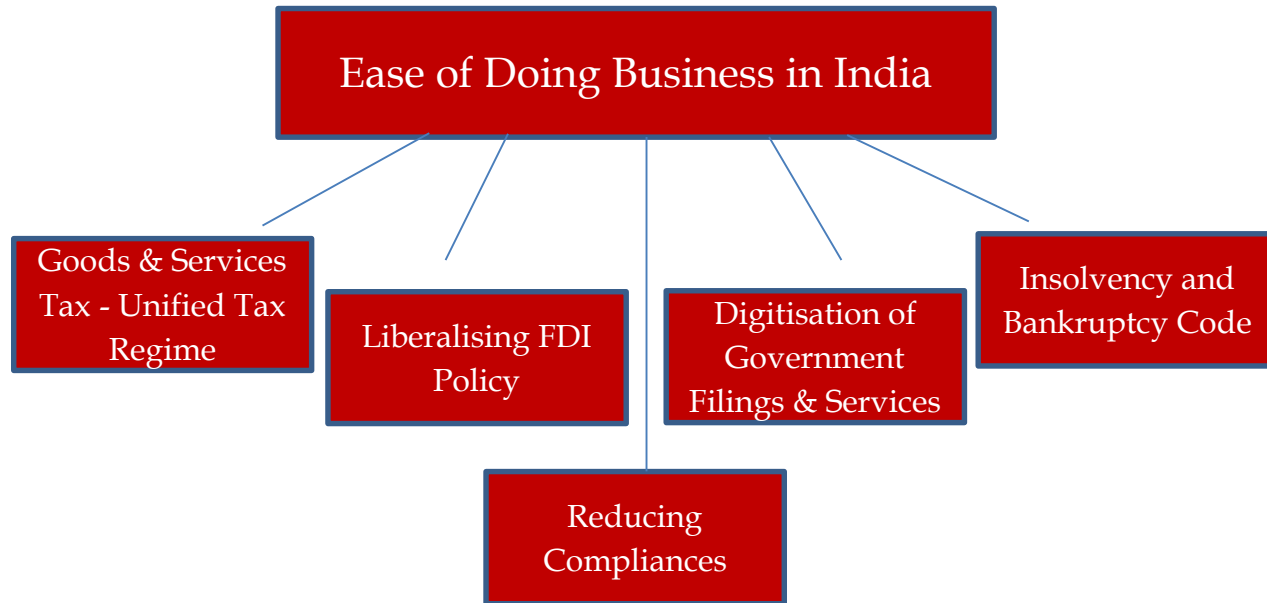 Ease of Doing Business in India
Goods & Services
Tax - Unified Tax
Regime
Liberalising FDI
Policy
Reducing
Compliances
Digitisation of
Government
Filings & Services
Insolvency and
Bankruptcy Code